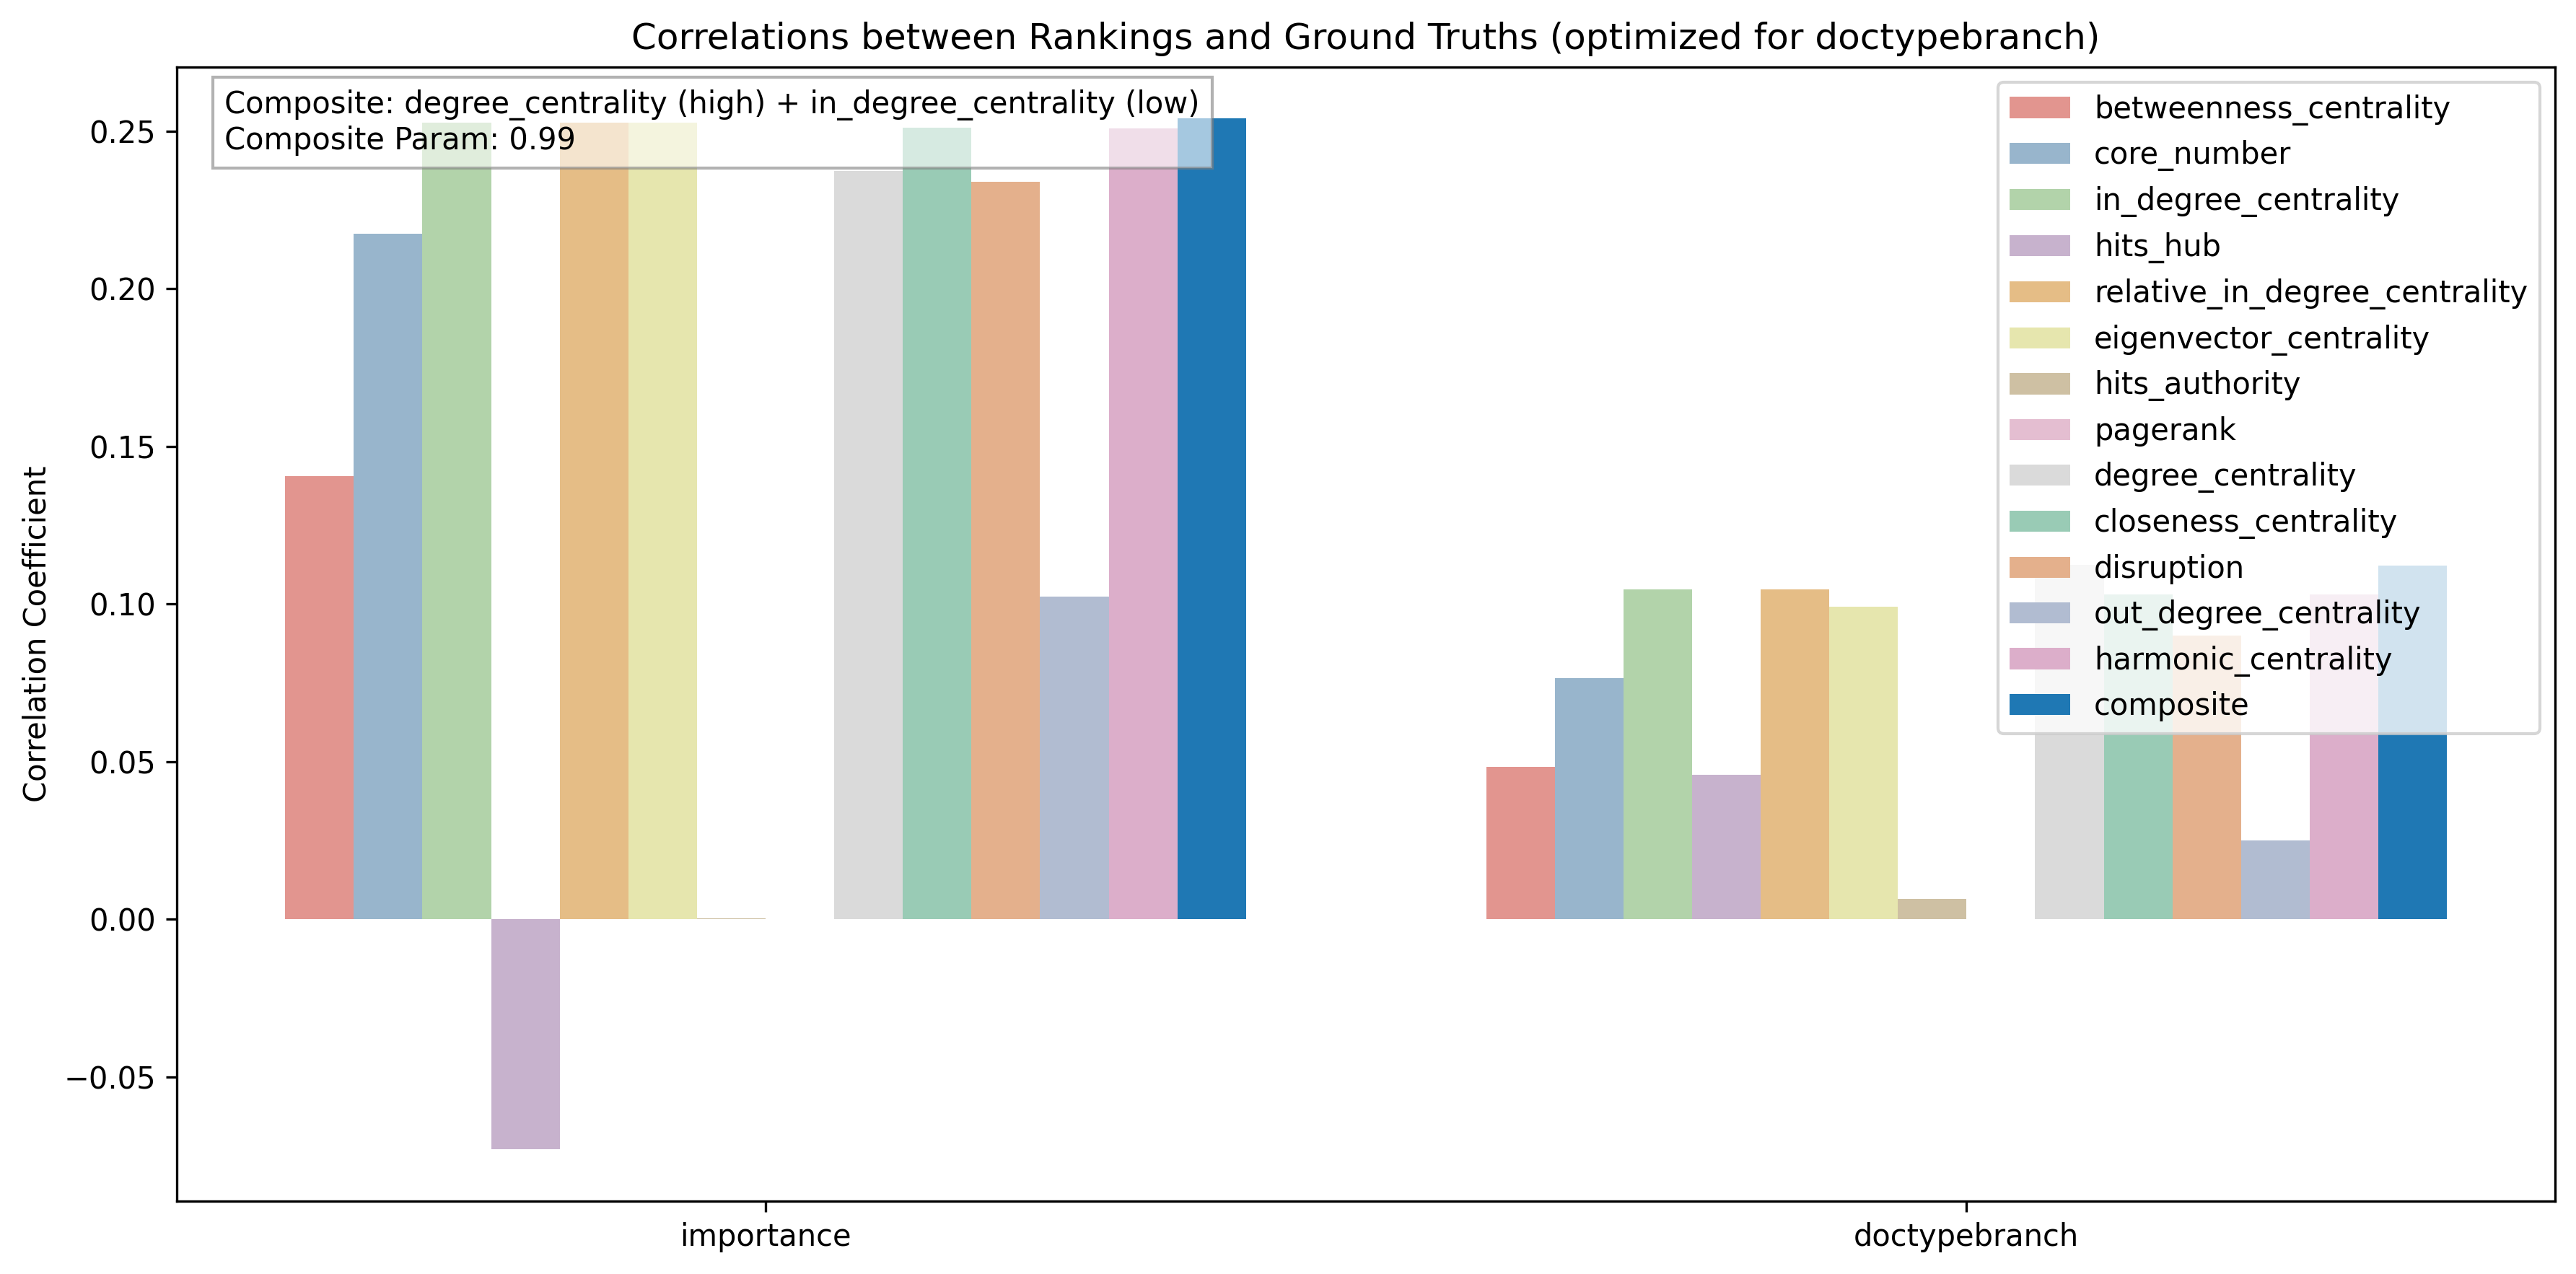 Correlations between Rankings and Ground Truths (optimized for doctypebranch)
Composite: degree_centrality (high) + in_degree_centrality (low)
Composite Param: 0.99
betweenness_centrality
core_number
in_degree_centrality
hits_hub
relative_in_degree_centrality
eigenvector_centrality
hits_authority
pagerank
degree_centrality
closeness_centrality
disruption
out_degree_centrality
harmonic_centrality
composite
Correlation Coefficient
0.25
0.20
0.15
0.10
0.05
0.00
−0.05
importance
doctypebranch